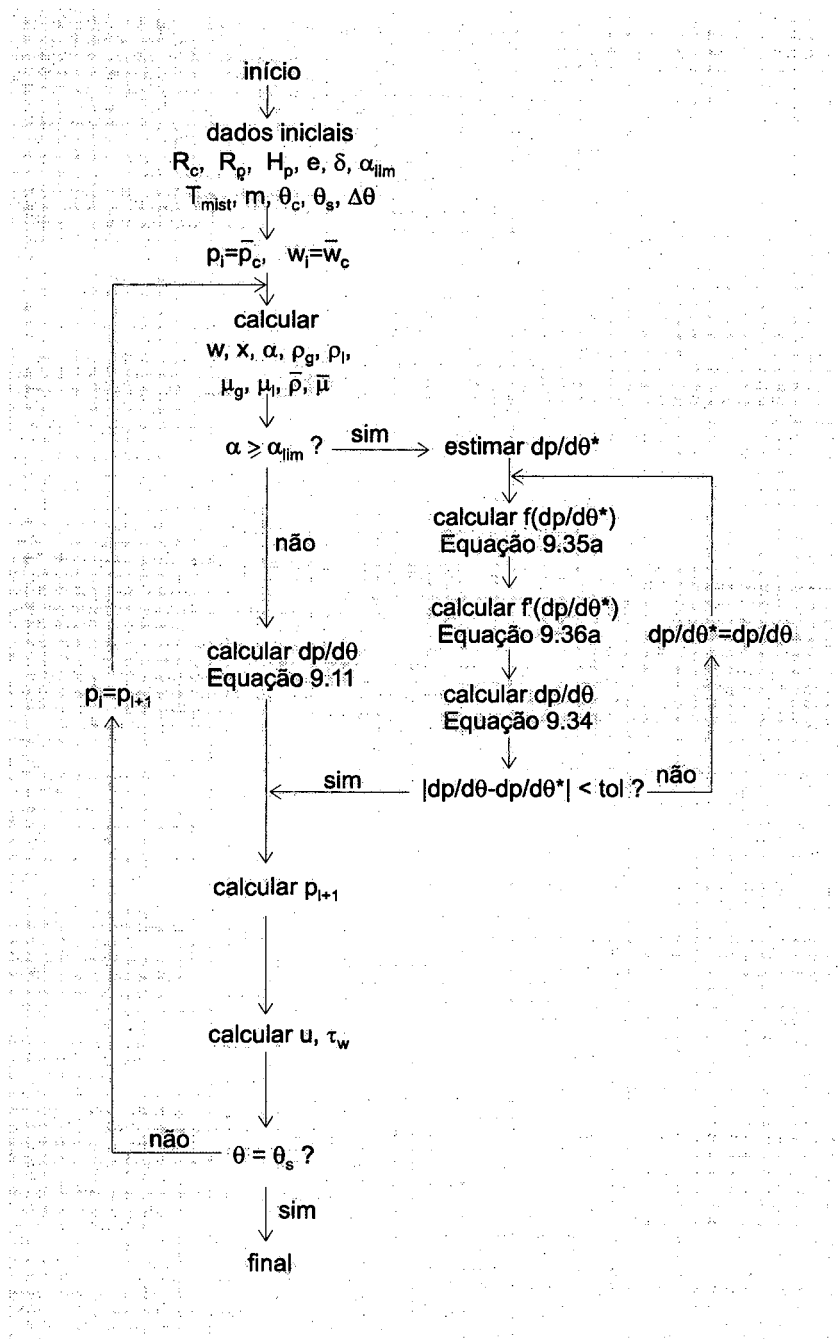 início
dados iniciais
R_c, R_p, H_p, e, δ, α_lim
T_mist, m, θ_c, θ_s, Δθ
p_i=p̄_c, w_i=w̄_c
calcular
w, x, α, ρ_g, ρ_l,
μ_g, μ_l, ρ̄, μ̄
α ⩾ α_lim ?
sim
estimar dp/dθ*
não
calcular f(dp/dθ*)
Equação 9.35a
calcular f'(dp/dθ*)
Equação 9.36a
dp/dθ*=dp/dθ
calcular dp/dθ
Equação 9.11
p_i=p_i+1
calcular dp/dθ
Equação 9.34
sim
|dp/dθ-dp/dθ*| < tol ?
não
calcular p_i+1
calcular u, τ_w
não
θ = θ_s ?
sim
final